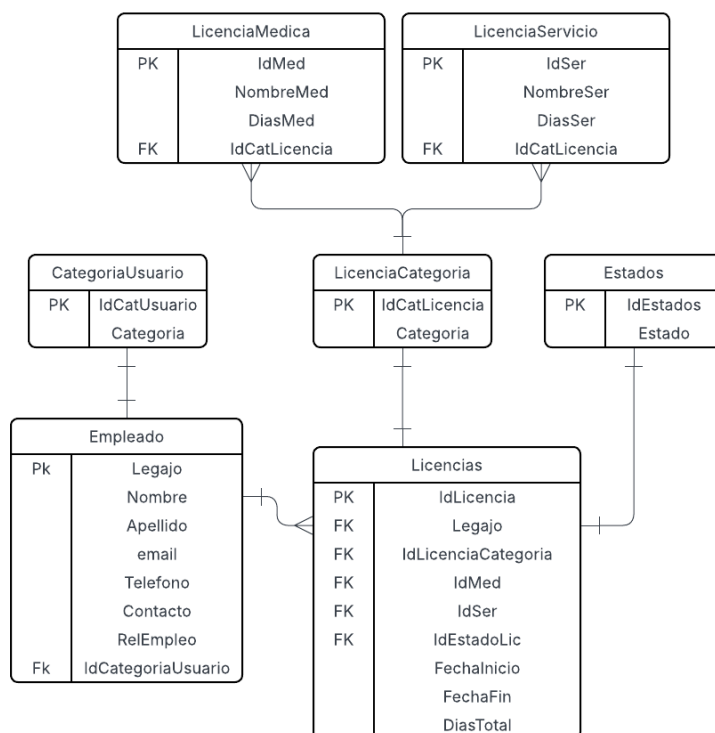 LicenciaMedica
PK IdMed
NombreMed
DiasMed
FK IdCatLicencia
LicenciaServicio
PK IdSer
NombreSer
DiasSer
FK IdCatLicencia
CategoriaUsuario
PK IdCatUsuario
Categoria
LicenciaCategoria
PK IdCatLicencia
Categoria
Estados
PK IdEstados
Estado
Empleado
Pk Legajo
Nombre
Apellido
email
Telefono
Contacto
RelEmpleo
Fk IdCategoriaUsuario
Licencias
PK IdLicencia
FK Legajo
FK IdLicenciaCategoria
FK IdMed
FK IdSer
FK IdEstadoLic
FechaInicio
FechaFin
DiasTotal